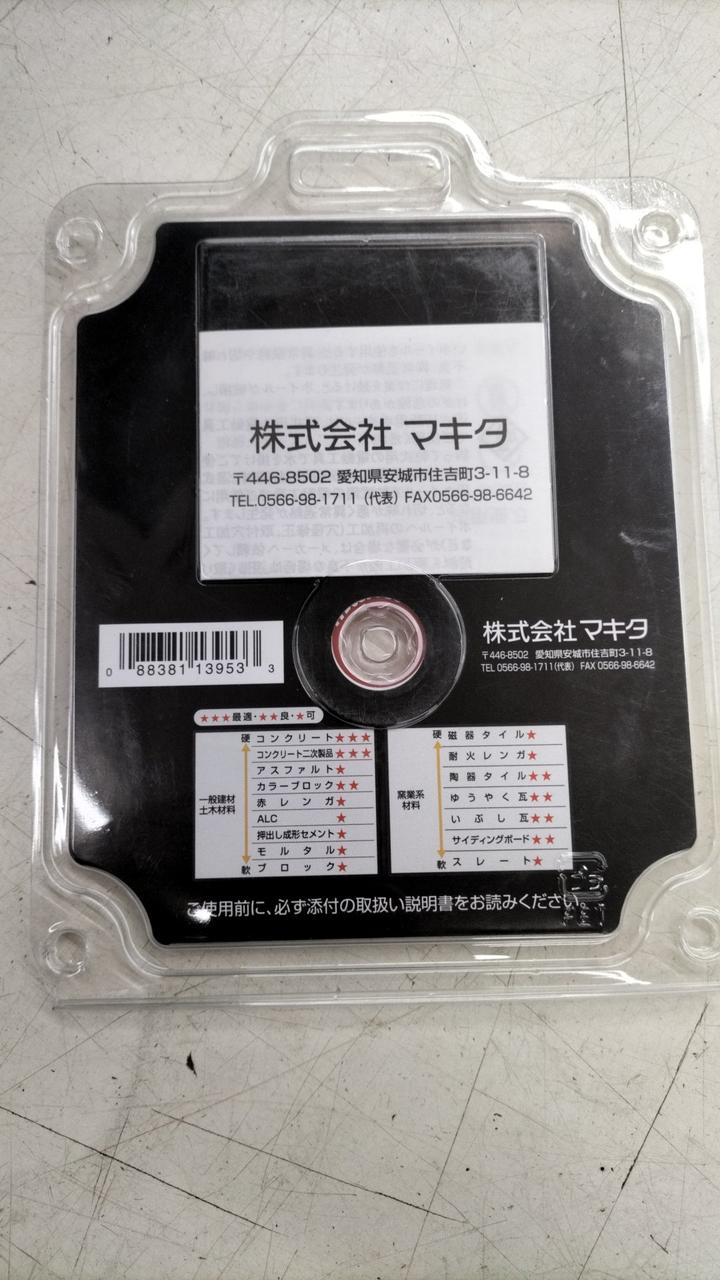 株式会社 マキタ
〒446-8502 愛知県安城市住吉町3-11-8
TEL.0566-98-1711 (代表) FAX0566-98-6642
0 88381 13953 3
株式会社マキタ
〒446-8502 愛知県安城市住吉町3-11-8
TEL 0566-98-1711(代表) FAX 0566-98-6642
★★★最適・★★良・★可
一般建材
土木材料
硬 コンクリート★★★
コンクリート二次製品★★★
アスファルト★
カラーブロック★★
赤レンガ★
ALC ★
押出し成形セメント★
モルタル★
軟 ブロック★
窯業系
材料
硬 磁器タイル★
耐火レンガ★
陶器タイル★★
ゆうやく瓦★★
いぶし瓦★★
サイディングボード★★
軟 スレート★
ご使用前に、必ず添付の取扱い説明書をお読みください。